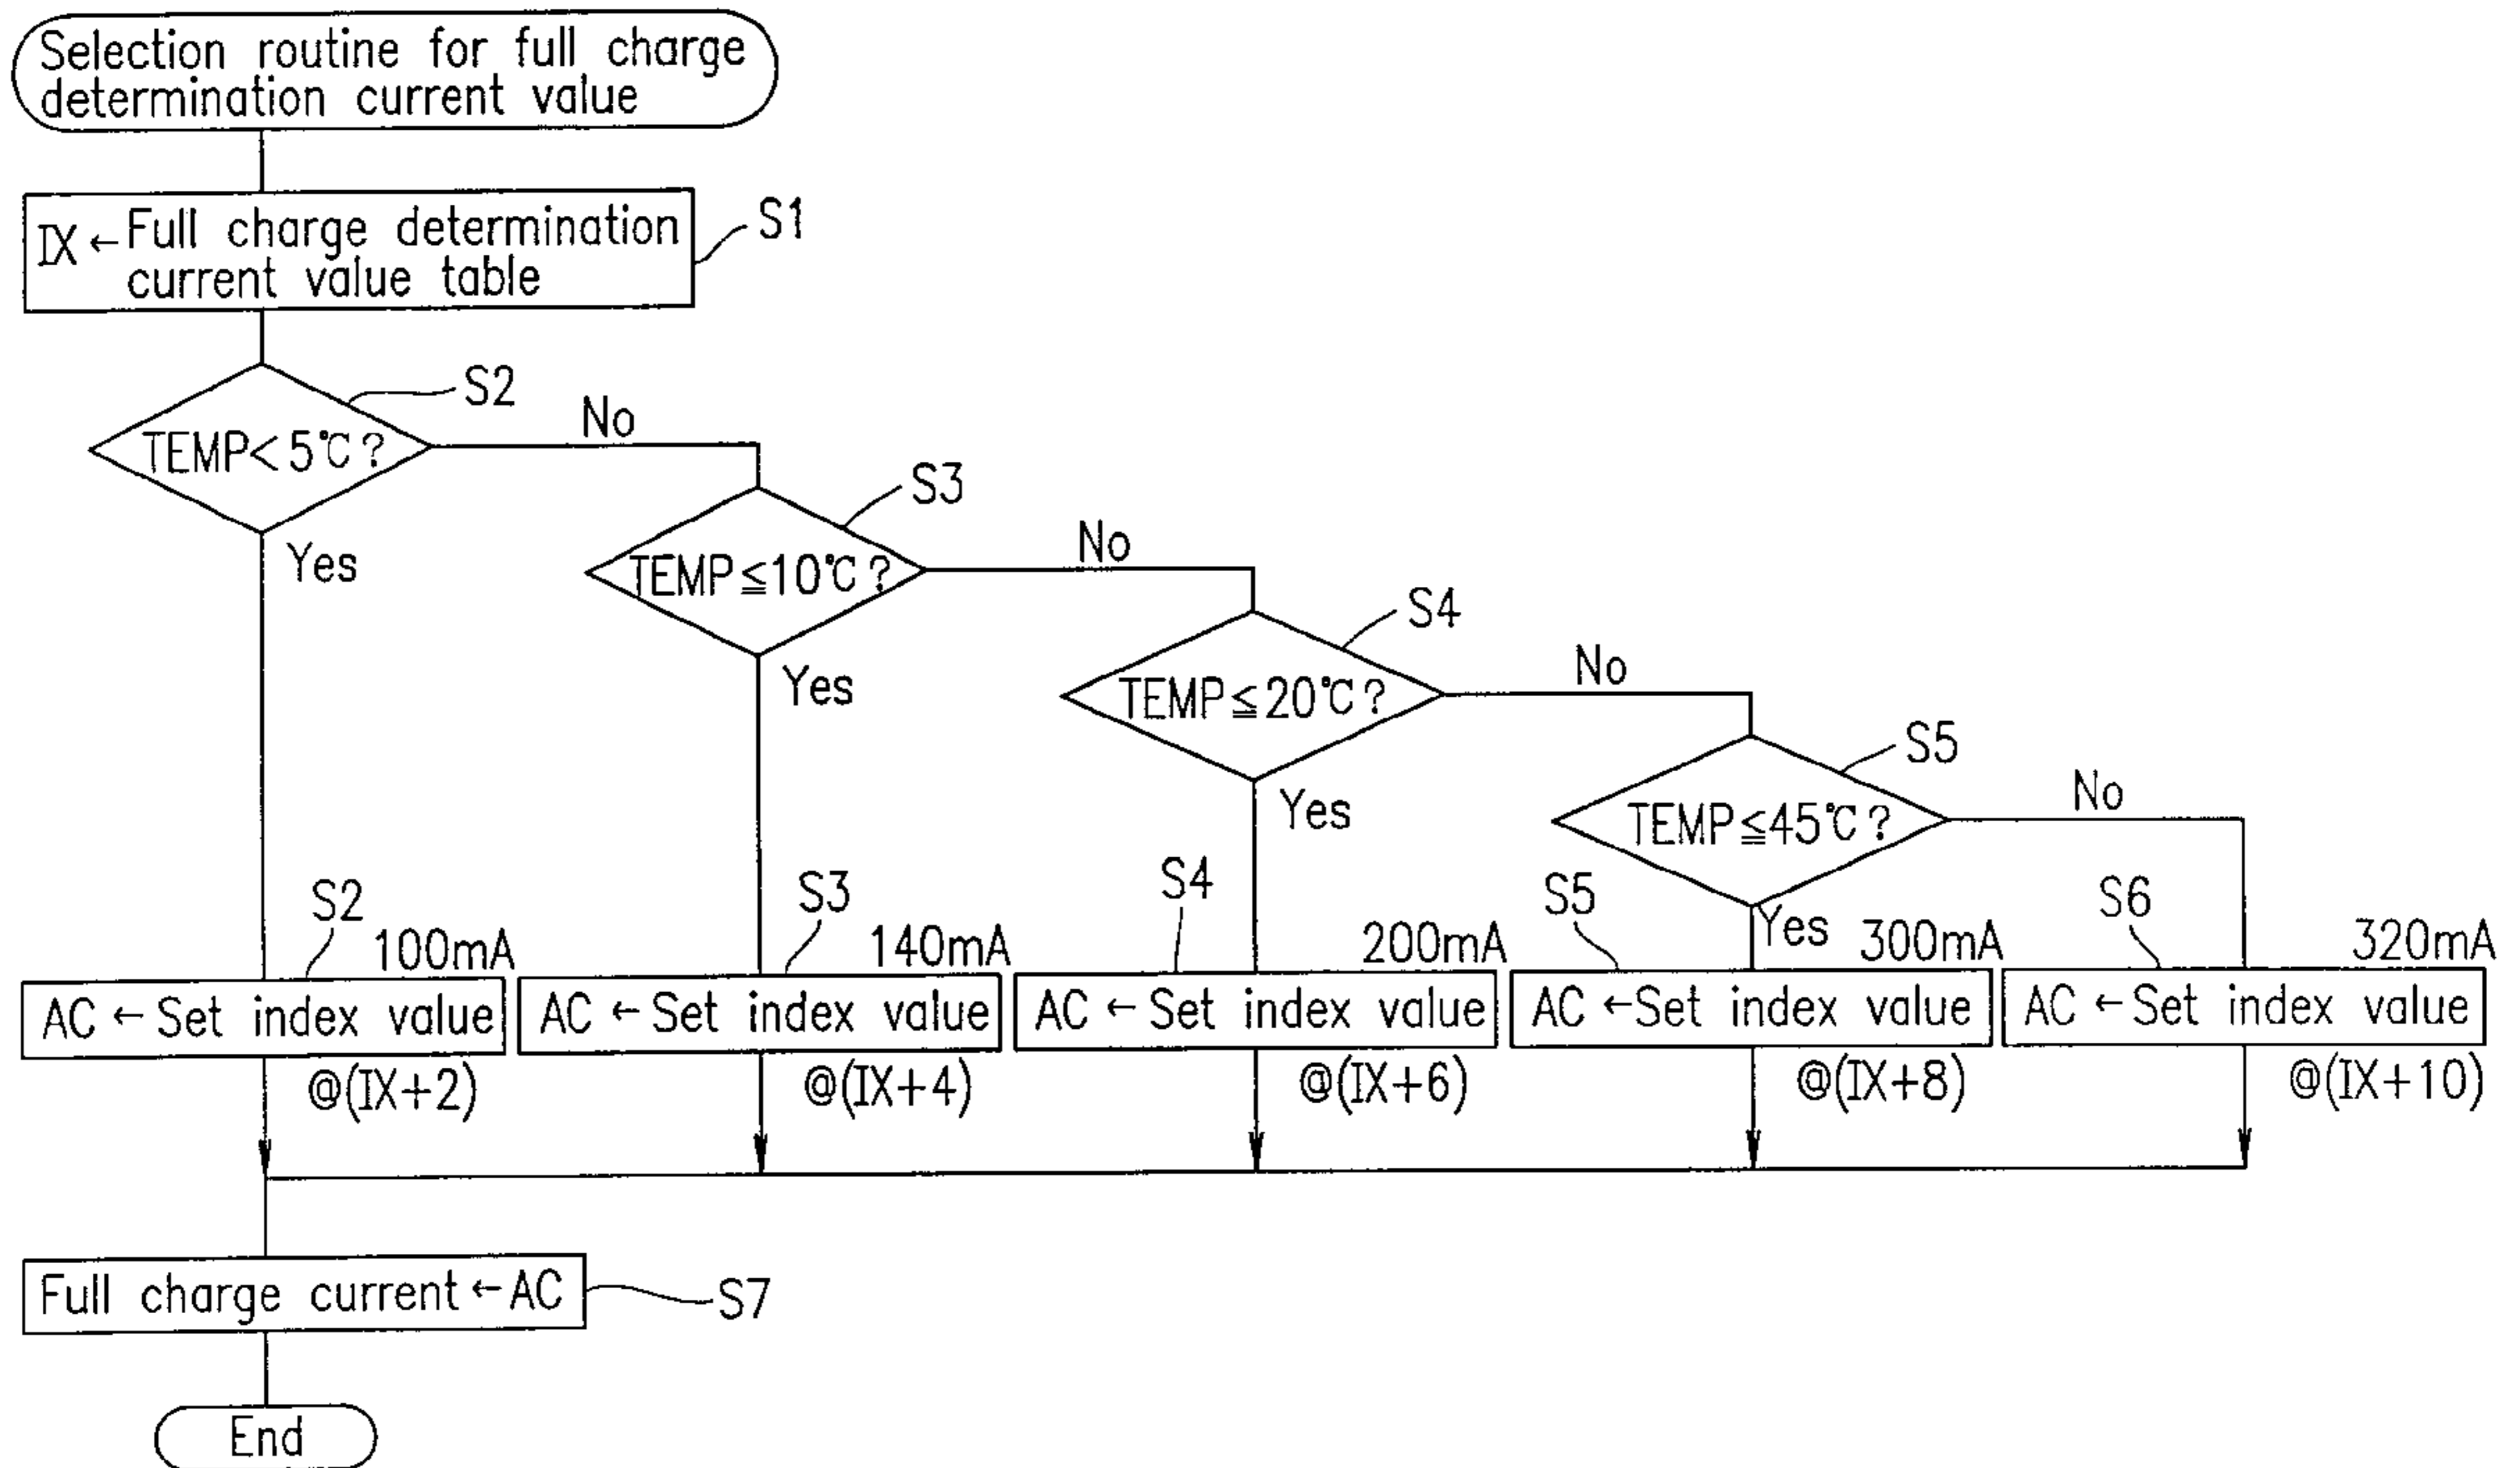 Selection routine for full charge
determination current value
IX←Full charge determination
current value table
S1
S2
TEMP<5℃?
No
Yes
S3
TEMP≦10℃?
No
Yes
S4
TEMP≦20℃?
No
Yes
S5
TEMP≦45℃?
No
Yes
S2
100mA
AC ← Set index value
@(IX+2)
S3
140mA
AC ← Set index value
@(IX+4)
S4
200mA
AC ← Set index value
@(IX+6)
S5
300mA
AC ← Set index value
@(IX+8)
S6
320mA
AC ← Set index value
@(IX+10)
Full charge current ← AC
S7
End